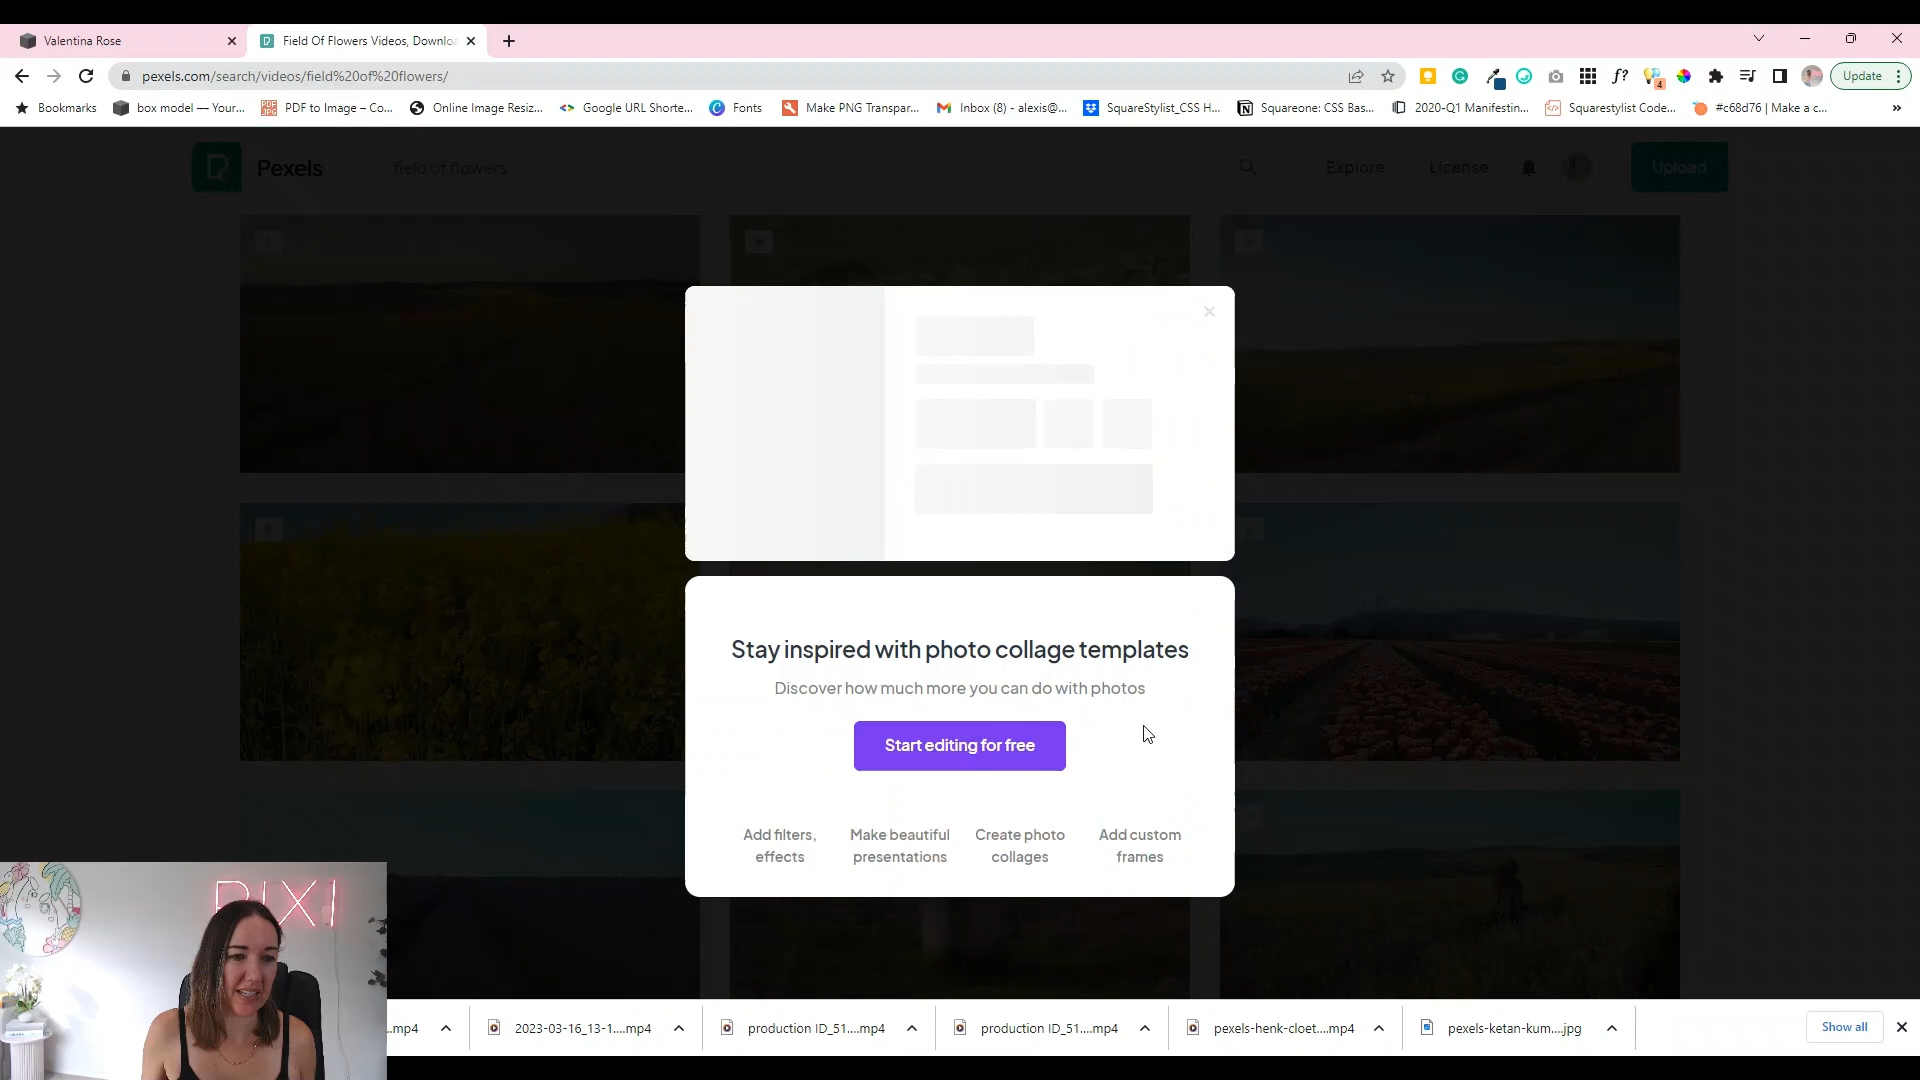 Valentina Rose
Field Of Flowers Videos, Downlo
pexels.com/search/videos/field%20of%20flowers/
f?
4
Update
Bookmarks
box model — Your...
PDF to Image – Co...
Online Image Resiz...
Google URL Shorte...
Fonts
Make PNG Transpar...
Inbox (8) - alexis@...
SquareStylist_CSS H...
Squareone: CSS Bas...
2020-Q1 Manifestin...
Squarestylist Code...
#c68d76 | Make a c...
»
Pexels
field of flowers
Explore
License
Upload
Stay inspired with photo collage templates
Discover how much more you can do with photos
Start editing for free
Add filters,
effects
Make beautiful
presentations
Create photo
collages
Add custom
frames
PIXI
...mp4
2023-03-16_13-1....mp4
production ID_51....mp4
production ID_51....mp4
pexels-henk-cloet....mp4
pexels-ketan-kum....jpg
Show all